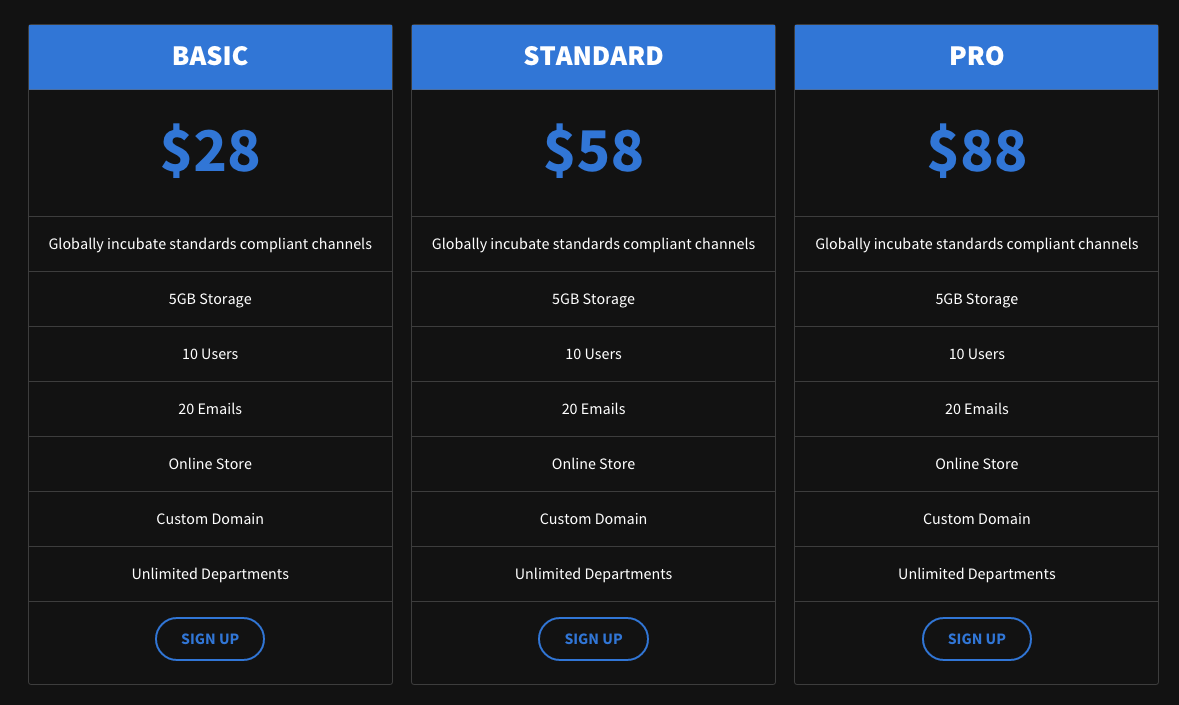 BASIC
$28
Globally incubate standards compliant channels
5GB Storage
10 Users
20 Emails
Online Store
Custom Domain
Unlimited Departments
SIGN UP
STANDARD
$58
Globally incubate standards compliant channels
5GB Storage
10 Users
20 Emails
Online Store
Custom Domain
Unlimited Departments
SIGN UP
PRO
$88
Globally incubate standards compliant channels
5GB Storage
10 Users
20 Emails
Online Store
Custom Domain
Unlimited Departments
SIGN UP